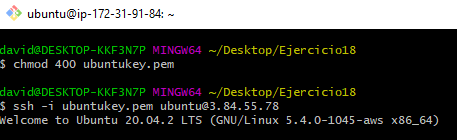 ubuntu@ip-172-31-91-84: ~
david@DESKTOP-KKF3N7P MINGW64 ~/Desktop/Ejercicio18
$ chmod 400 ubuntukey.pem
david@DESKTOP-KKF3N7P MINGW64 ~/Desktop/Ejercicio18
$ ssh -i ubutukey.pem ubuntu@3.84.55.78
Welcome to Ubuntu 20.04.2 LTS (GNU/Linux 5.4.0-1045-aws x86_64)